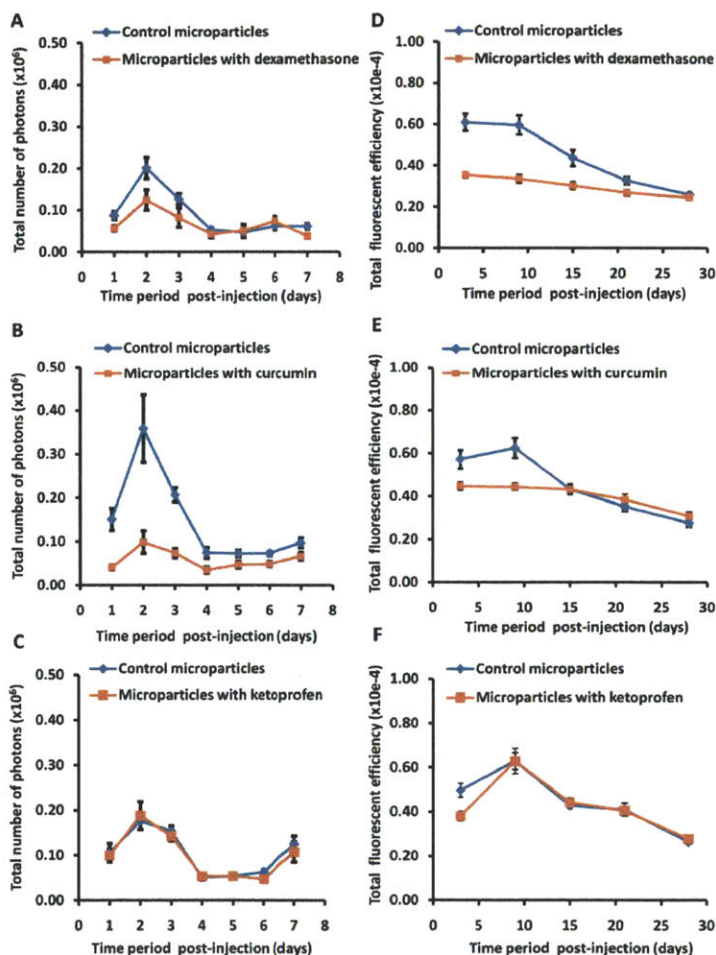 A
Control microparticles
Microparticles with dexamethasone
Total number of photons (x10⁶)
0.50
0.40
0.30
0.20
0.10
0.00
0 1 2 3 4 5 6 7 8
Time period post-injection (days)
D
Control microparticles
Microparticles with dexamethasone
Total fluorescent efficiency (x10e-4)
1.00
0.80
0.60
0.40
0.20
0.00
0 5 10 15 20 25 30
Time period post-injection (days)
B
Control microparticles
Microparticles with curcumin
Total number of photons (x10⁶)
0.50
0.40
0.30
0.20
0.10
0.00
0 1 2 3 4 5 6 7 8
Time period post-injection (days)
E
Control microparticles
Microparticles with curcumin
Total fluorescent efficiency (x10e-4)
1.00
0.80
0.60
0.40
0.20
0.00
0 5 10 15 20 25 30
Time period post-injection (days)
C
Control microparticles
Microparticles with ketoprofen
Total number of photons (x10⁶)
0.50
0.40
0.30
0.20
0.10
0.00
0 1 2 3 4 5 6 7 8
Time period post-injection (days)
F
Control microparticles
Microparticles with ketoprofen
Total fluorescent efficiency (x10e-4)
1.00
0.80
0.60
0.40
0.20
0.00
0 5 10 15 20 25 30
Time period post-injection (days)